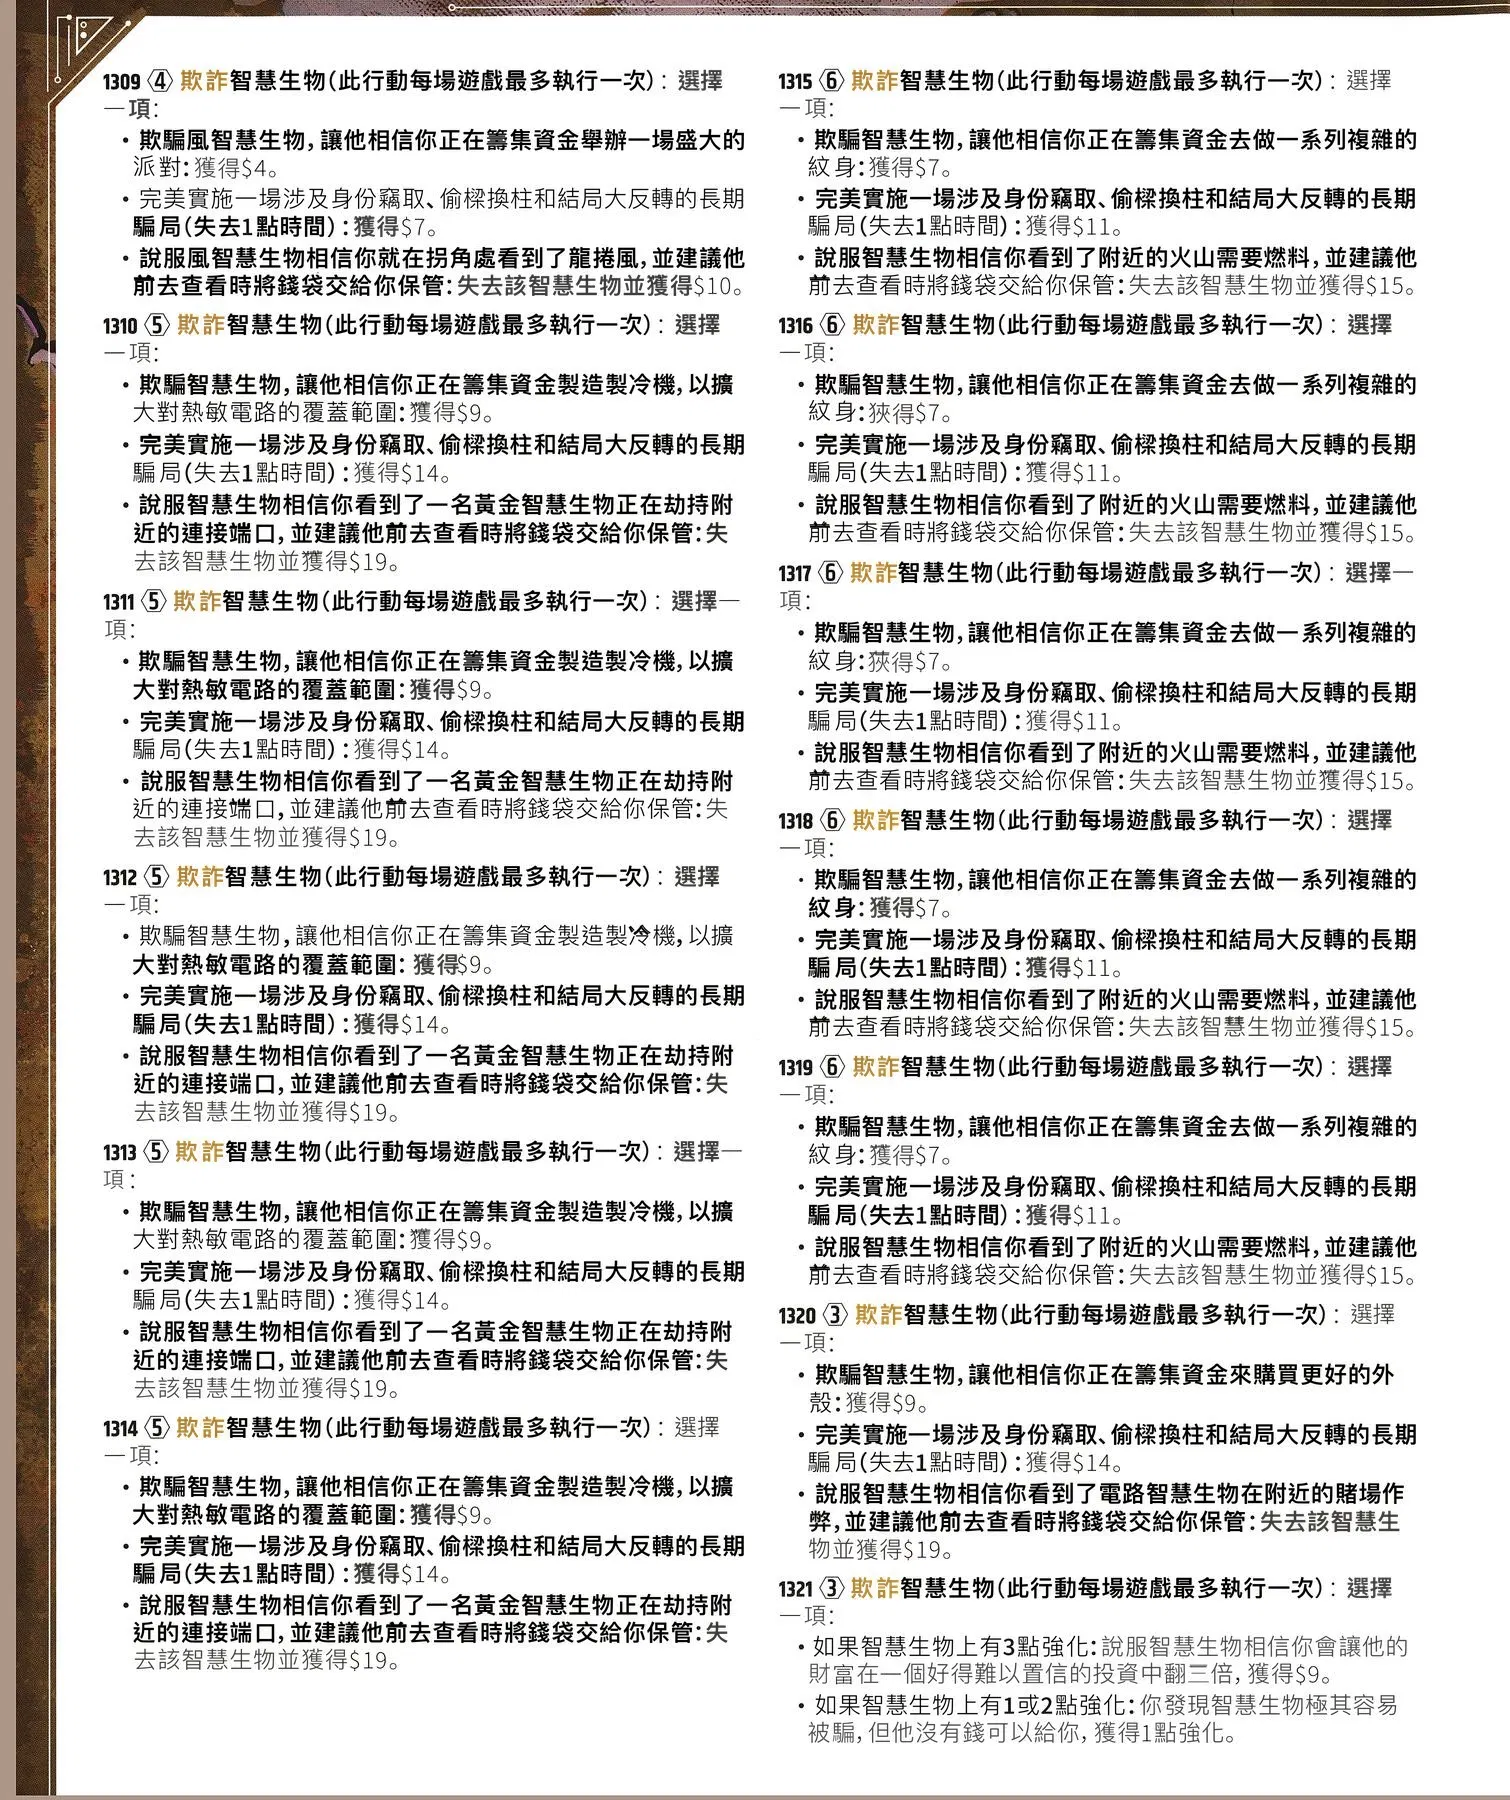 1309 ④ 欺詐智慧生物(此行動每場遊戲最多執行一次)：選擇
一項：
• 欺騙風智慧生物，讓他相信你正在籌集資金舉辦一場盛大的
派對：獲得$4。
• 完美實施一場涉及身份竊取、偷樑換柱和結局大反轉的長期
騙局(失去1點時間)：獲得$7。
• 說服風智慧生物相信你就在拐角處看到了龍捲風，並建議他
前去查看時將錢袋交給你保管：失去該智慧生物並獲得$10。
1310 ⑤ 欺詐智慧生物(此行動每場遊戲最多執行一次)：選擇
一項：
• 欺騙智慧生物，讓他相信你正在籌集資金製造製冷機，以擴
大對熱敏電路的覆蓋範圍：獲得$9。
• 完美實施一場涉及身份竊取、偷樑換柱和結局大反轉的長期
騙局(失去1點時間)：獲得$14。
• 說服智慧生物相信你看到了一名黃金智慧生物正在劫持附
近的連接端口，並建議他前去查看時將錢袋交給你保管：失
去該智慧生物並獲得$19。
1311 ⑤ 欺詐智慧生物(此行動每場遊戲最多執行一次)：選擇一
項：
• 欺騙智慧生物，讓他相信你正在籌集資金製造製冷機，以擴
大對熱敏電路的覆蓋範圍：獲得$9。
• 完美實施一場涉及身份竊取、偷樑換柱和結局大反轉的長期
騙局(失去1點時間)：獲得$14。
• 說服智慧生物相信你看到了一名黃金智慧生物正在劫持附
近的連接端口，並建議他前去查看時將錢袋交給你保管：失
去該智慧生物並獲得$19。
1312 ⑤ 欺詐智慧生物(此行動每場遊戲最多執行一次)：選擇
一項：
• 欺騙智慧生物，讓他相信你正在籌集資金製造製冷機，以擴
大對熱敏電路的覆蓋範圍：獲得$9。
• 完美實施一場涉及身份竊取、偷樑換柱和結局大反轉的長期
騙局(失去1點時間)：獲得$14。
• 說服智慧生物相信你看到了一名黃金智慧生物正在劫持附
近的連接端口，並建議他前去查看時將錢袋交給你保管：失
去該智慧生物並獲得$19。
1313 ⑤ 欺詐智慧生物(此行動每場遊戲最多執行一次)：選擇一
項：
• 欺騙智慧生物，讓他相信你正在籌集資金製造製冷機，以擴
大對熱敏電路的覆蓋範圍：獲得$9。
• 完美實施一場涉及身份竊取、偷樑換柱和結局大反轉的長期
騙局(失去1點時間)：獲得$14。
• 說服智慧生物相信你看到了一名黃金智慧生物正在劫持附
近的連接端口，並建議他前去查看時將錢袋交給你保管：失
去該智慧生物並獲得$19。
1314 ⑤ 欺詐智慧生物(此行動每場遊戲最多執行一次)：選擇
一項：
• 欺騙智慧生物，讓他相信你正在籌集資金製造製冷機，以擴
大對熱敏電路的覆蓋範圍：獲得$9。
• 完美實施一場涉及身份竊取、偷樑換柱和結局大反轉的長期
騙局(失去1點時間)：獲得$14。
• 說服智慧生物相信你看到了一名黃金智慧生物正在劫持附
近的連接端口，並建議他前去查看時將錢袋交給你保管：失
去該智慧生物並獲得$19。
1315 ⑥ 欺詐智慧生物(此行動每場遊戲最多執行一次)：選擇
一項：
• 欺騙智慧生物，讓他相信你正在籌集資金去做一系列複雜的
紋身：獲得$7。
• 完美實施一場涉及身份竊取、偷樑換柱和結局大反轉的長期
騙局(失去1點時間)：獲得$11。
• 說服智慧生物相信你看到了附近的火山需要燃料，並建議他
前去查看時將錢袋交給你保管：失去該智慧生物並獲得$15。
1316 ⑥ 欺詐智慧生物(此行動每場遊戲最多執行一次)：選擇
一項：
• 欺騙智慧生物，讓他相信你正在籌集資金去做一系列複雜的
紋身：獲得$7。
• 完美實施一場涉及身份竊取、偷樑換柱和結局大反轉的長期
騙局(失去1點時間)：獲得$11。
• 說服智慧生物相信你看到了附近的火山需要燃料，並建議他
前去查看時將錢袋交給你保管：失去該智慧生物並獲得$15。
1317 ⑥ 欺詐智慧生物(此行動每場遊戲最多執行一次)：選擇一
項：
• 欺騙智慧生物，讓他相信你正在籌集資金去做一系列複雜的
紋身：獲得$7。
• 完美實施一場涉及身份竊取、偷樑換柱和結局大反轉的長期
騙局(失去1點時間)：獲得$11。
• 說服智慧生物相信你看到了附近的火山需要燃料，並建議他
前去查看時將錢袋交給你保管：失去該智慧生物並獲得$15。
1318 ⑥ 欺詐智慧生物(此行動每場遊戲最多執行一次)：選擇
一項：
• 欺騙智慧生物，讓他相信你正在籌集資金去做一系列複雜的
紋身：獲得$7。
• 完美實施一場涉及身份竊取、偷樑換柱和結局大反轉的長期
騙局(失去1點時間)：獲得$11。
• 說服智慧生物相信你看到了附近的火山需要燃料，並建議他
前去查看時將錢袋交給你保管：失去該智慧生物並獲得$15。
1319 ⑥ 欺詐智慧生物(此行動每場遊戲最多執行一次)：選擇
一項：
• 欺騙智慧生物，讓他相信你正在籌集資金去做一系列複雜的
紋身：獲得$7。
• 完美實施一場涉及身份竊取、偷樑換柱和結局大反轉的長期
騙局(失去1點時間)：獲得$11。
• 說服智慧生物相信你看到了附近的火山需要燃料，並建議他
前去查看時將錢袋交給你保管：失去該智慧生物並獲得$15。
1320 ③ 欺詐智慧生物(此行動每場遊戲最多執行一次)：選擇
一項：
• 欺騙智慧生物，讓他相信你正在籌集資金來購買更好的外
殼：獲得$9。
• 完美實施一場涉及身份竊取、偷樑換柱和結局大反轉的長期
騙局(失去1點時間)：獲得$14。
• 說服智慧生物相信你看到了電路智慧生物在附近的賭場作
弊，並建議他前去查看時將錢袋交給你保管：失去該智慧生
物並獲得$19。
1321 ③ 欺詐智慧生物(此行動每場遊戲最多執行一次)：選擇
一項：
• 如果智慧生物上有3點強化：說服智慧生物相信你會讓他的
財富在一個好得難以置信的投資中翻三倍，獲得$9。
• 如果智慧生物上有1或2點強化：你發現智慧生物極其容易
被騙，但他沒有錢可以給你，獲得1點強化。